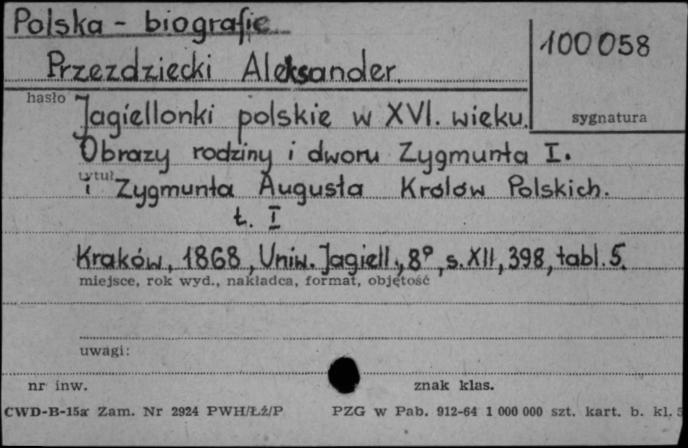 Polska - biografie
100058
Przezdziecki Aleksander.
hasło
sygnatura
Jagiellonki polskie w XVI. wieku.
Obrazy rodziny i dworu Zygmunta I.
tytuł
i Zygmunta Augusta Królów Polskich.
t. I
Kraków, 1868, Uniw. Jagiell., 8°, s. XII, 398, tabl. 5.
miejsce, rok wyd., nakładca, format, objętość
uwagi:
nr inw.
znak klas.
CWD-B-15a Zam. Nr 2924 PWH/Łż/P PZG w Pab. 912-64 1 000 000 szt. kart. b. kl. 5